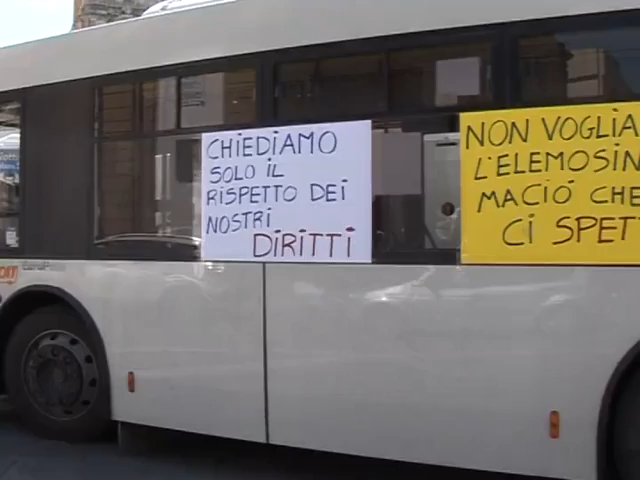 CHIEDIAMO
SOLO IL
RISPETTO DEI
NOSTRI
DIRITTI
NON VOGLIA
L'ELEMOSIN
MACIÓ CHE
CI SPETT